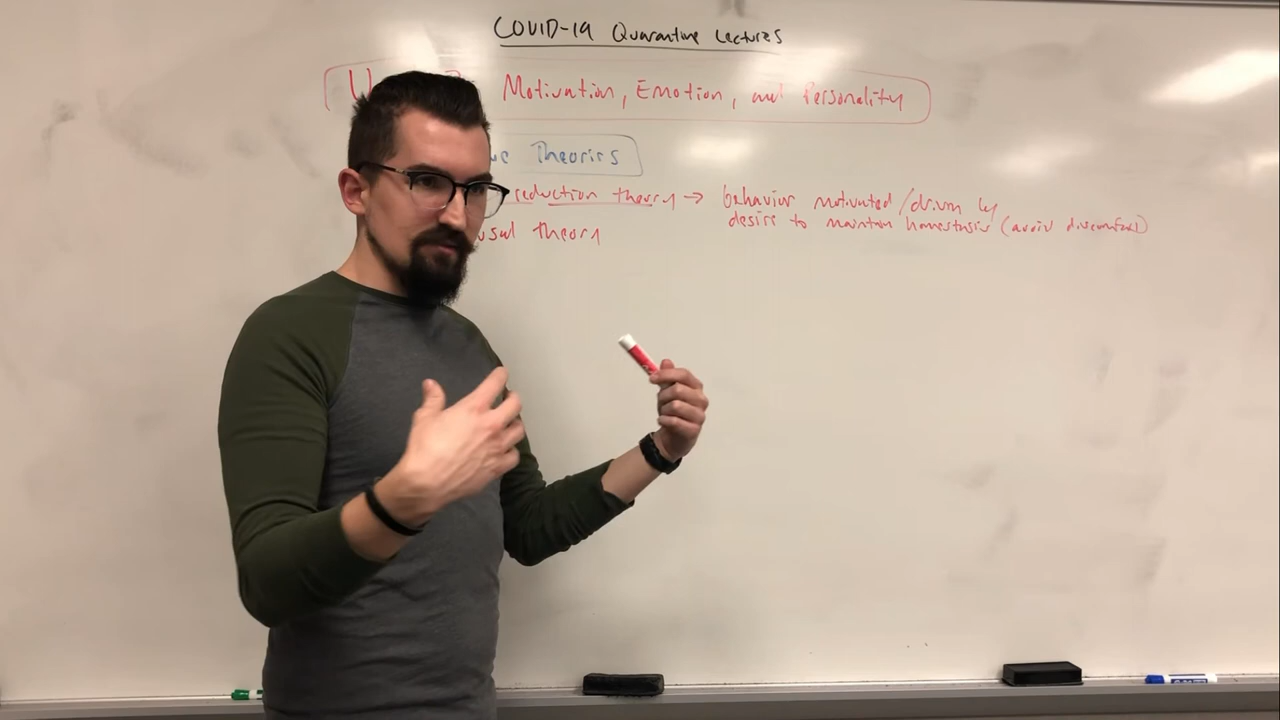 COVID-19 Quarantine Lectures
Motivation, Emotion, and Personality
Theories
reduction theory → behavior motivated/driven by
desire to maintain homeostasis (avoid discomfort)
usal theory